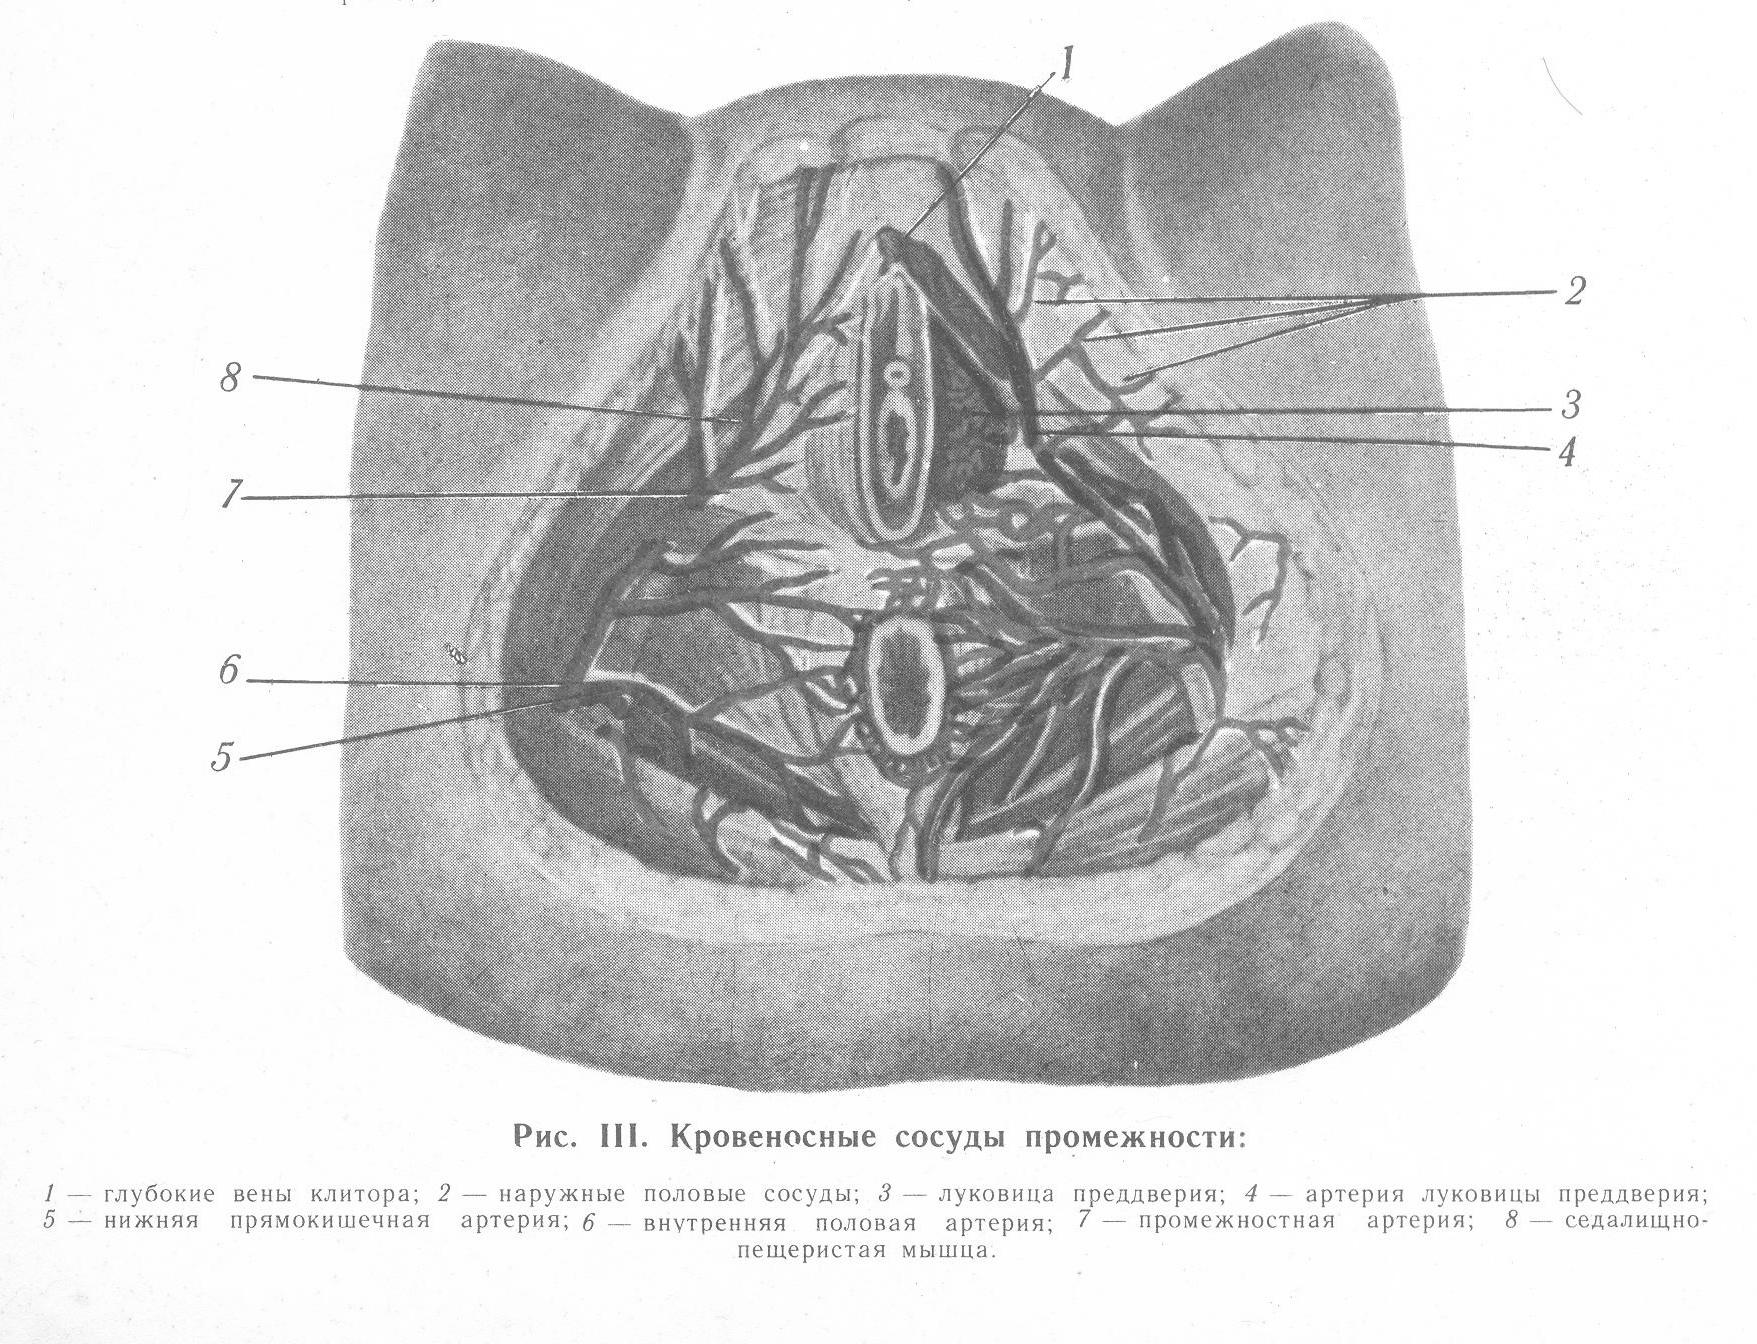 1
2
8
3
4
7
6
5
Рис. III. Кровеносные сосуды промежности:
1 — глубокие вены клитора; 2 — наружные половые сосуды; 3 — луковица преддверия; 4 — артерия луковицы преддверия;
5 — нижняя прямокишечная артерия; 6 — внутренняя половая артерия; 7 — промежностная артерия; 8 — седалищно-
пещеристая мышца.